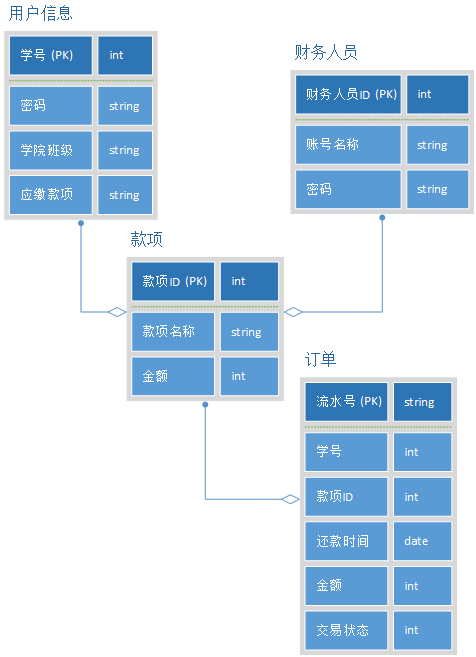 用户信息
学号 (PK) int
密码 string
学院班级 string
应缴款项 string
财务人员
财务人员ID (PK) int
账号名称 string
密码 string
款项
款项ID (PK) int
款项名称 string
金额 int
订单
流水号 (PK) string
学号 int
款项ID int
还款时间 date
金额 int
交易状态 int